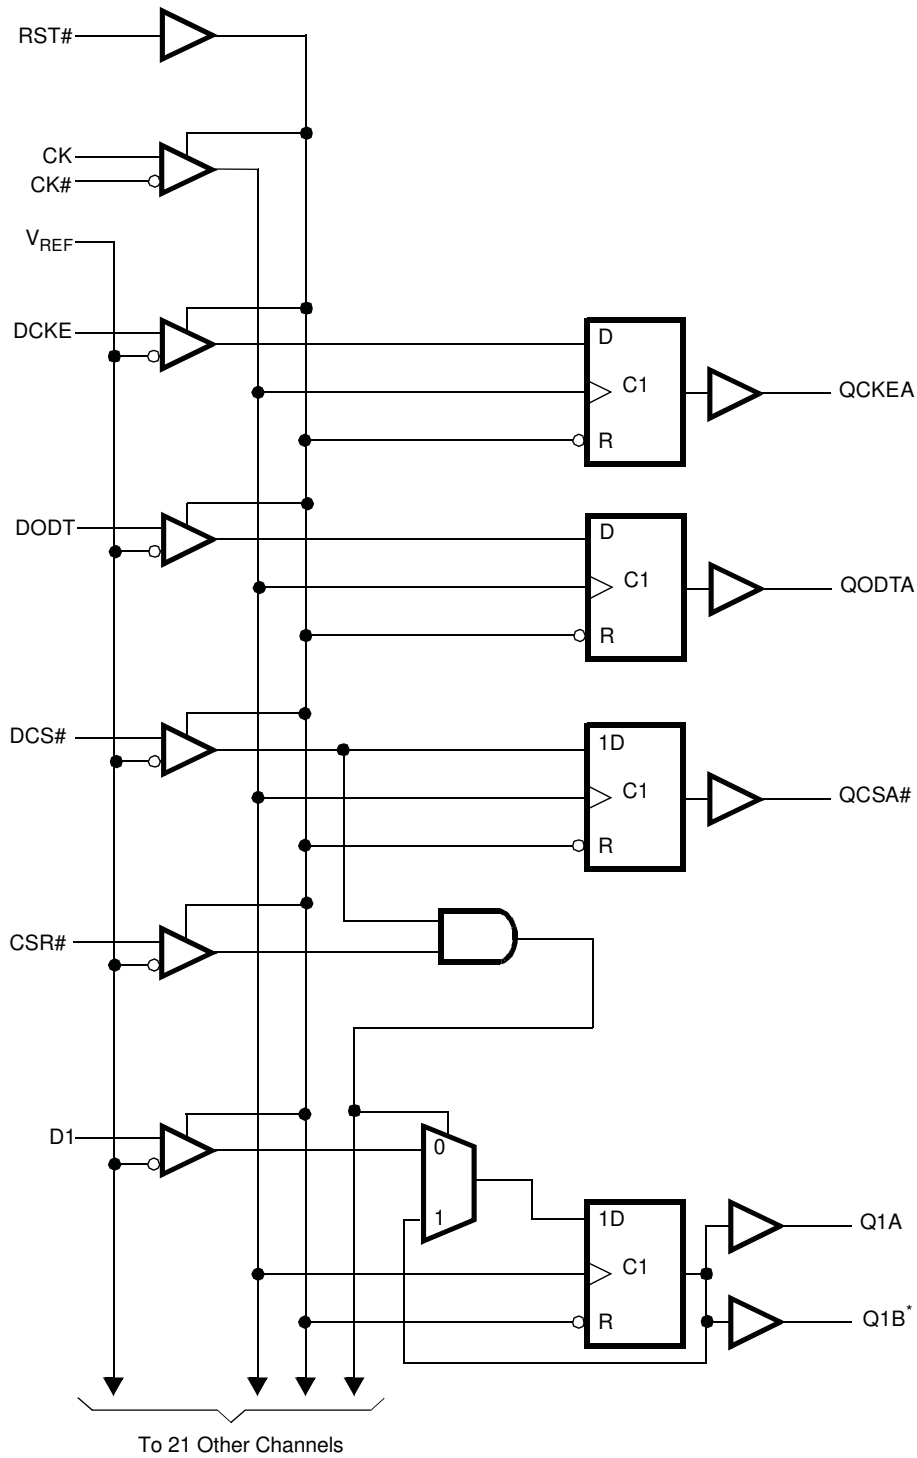 RST#
CK
CK#
VREF
DCKE
D
C1
R
QCKEA
DODT
D
C1
R
QODTA
DCS#
1D
C1
R
QCSA#
CSR#
D1
0
1
1D
C1
R
Q1A
Q1B*
To 21 Other Channels